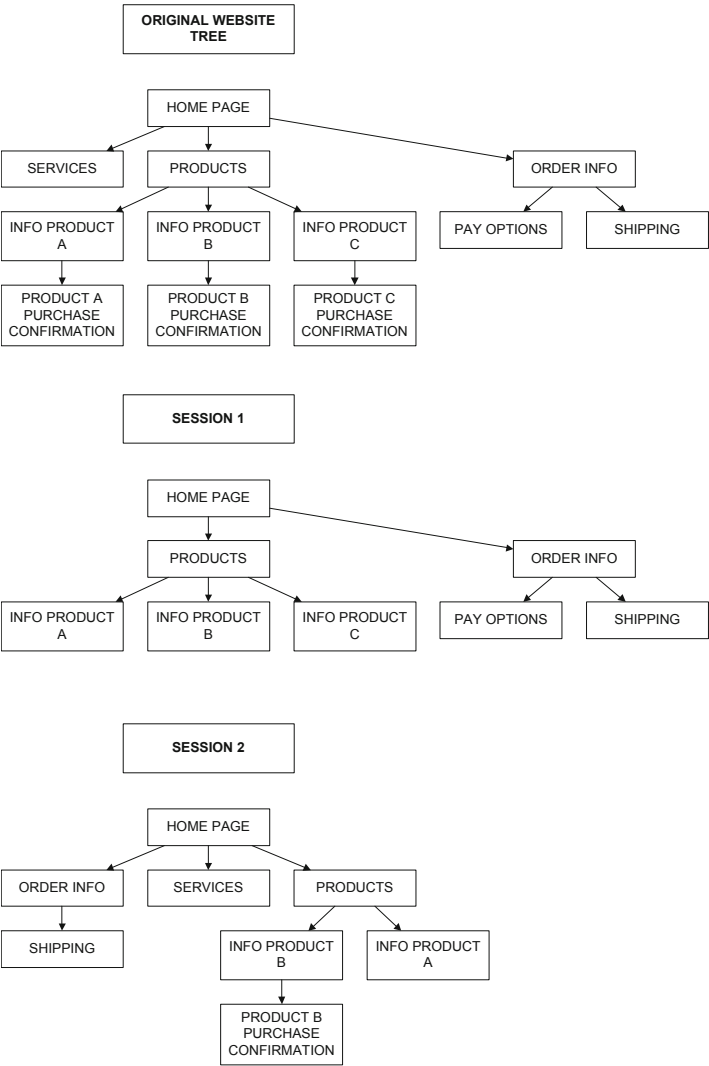 ORIGINAL WEBSITE
TREE
HOME PAGE
SERVICES
PRODUCTS
ORDER INFO
INFO PRODUCT
A
INFO PRODUCT
B
INFO PRODUCT
C
PAY OPTIONS
SHIPPING
PRODUCT A
PURCHASE
CONFIRMATION
PRODUCT B
PURCHASE
CONFIRMATION
PRODUCT C
PURCHASE
CONFIRMATION
SESSION 1
HOME PAGE
PRODUCTS
ORDER INFO
INFO PRODUCT
A
INFO PRODUCT
B
INFO PRODUCT
C
PAY OPTIONS
SHIPPING
SESSION 2
HOME PAGE
ORDER INFO
SERVICES
PRODUCTS
SHIPPING
INFO PRODUCT
B
INFO PRODUCT
A
PRODUCT B
PURCHASE
CONFIRMATION